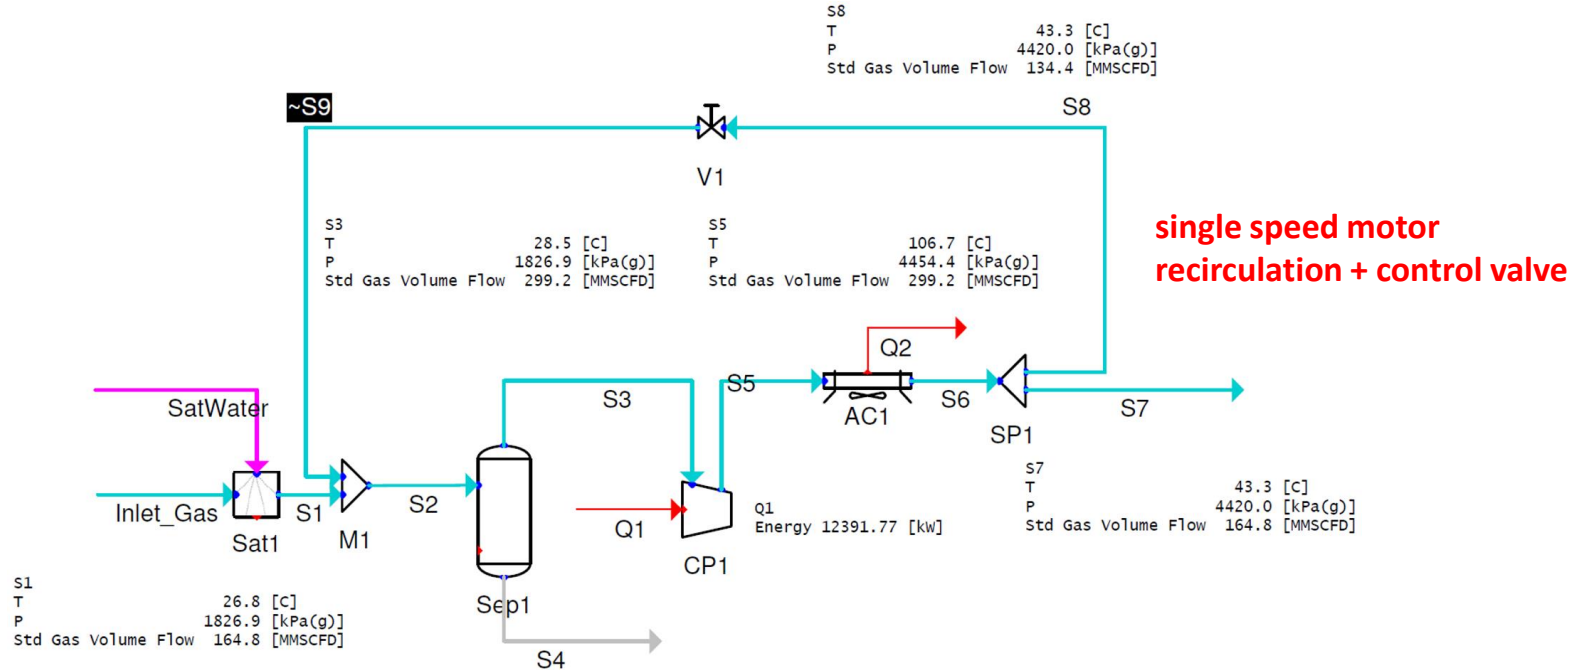 S8
T 43.3 [C]
P 4420.0 [kPa(g)]
Std Gas Volume Flow 134.4 [MMSCFD]
~S9
S8
V1
S3
T 28.5 [C]
P 1826.9 [kPa(g)]
Std Gas Volume Flow 299.2 [MMSCFD]
S5
T 106.7 [C]
P 4454.4 [kPa(g)]
Std Gas Volume Flow 299.2 [MMSCFD]
single speed motor
recirculation + control valve
Q2
SatWater
S3
S5
AC1
S6
SP1
S7
Inlet_Gas
S1
Sat1
M1
S2
Q1
CP1
Q1
Energy 12391.77 [kW]
S7
T 43.3 [C]
P 4420.0 [kPa(g)]
Std Gas Volume Flow 164.8 [MMSCFD]
S1
T 26.8 [C]
P 1826.9 [kPa(g)]
Std Gas Volume Flow 164.8 [MMSCFD]
Sep1
S4